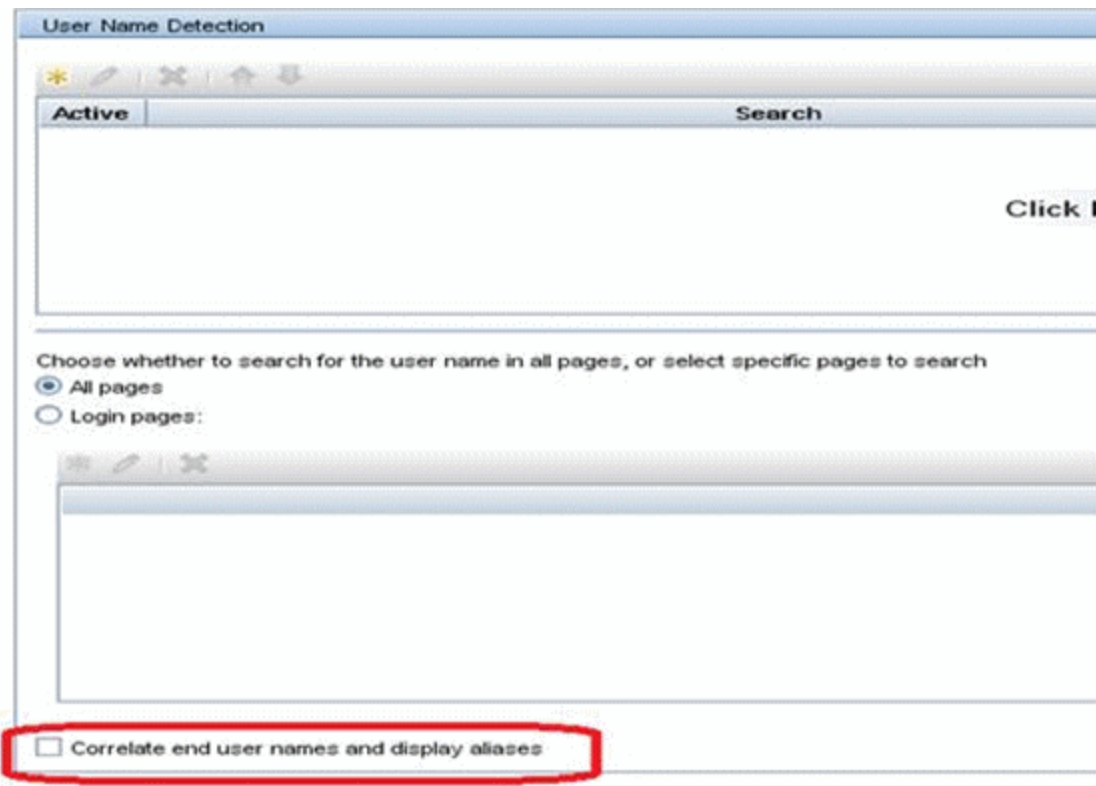 User Name Detection
Active Search
Click
Choose whether to search for the user name in all pages, or select specific pages to search
All pages
Login pages:
Correlate end user names and display aliases